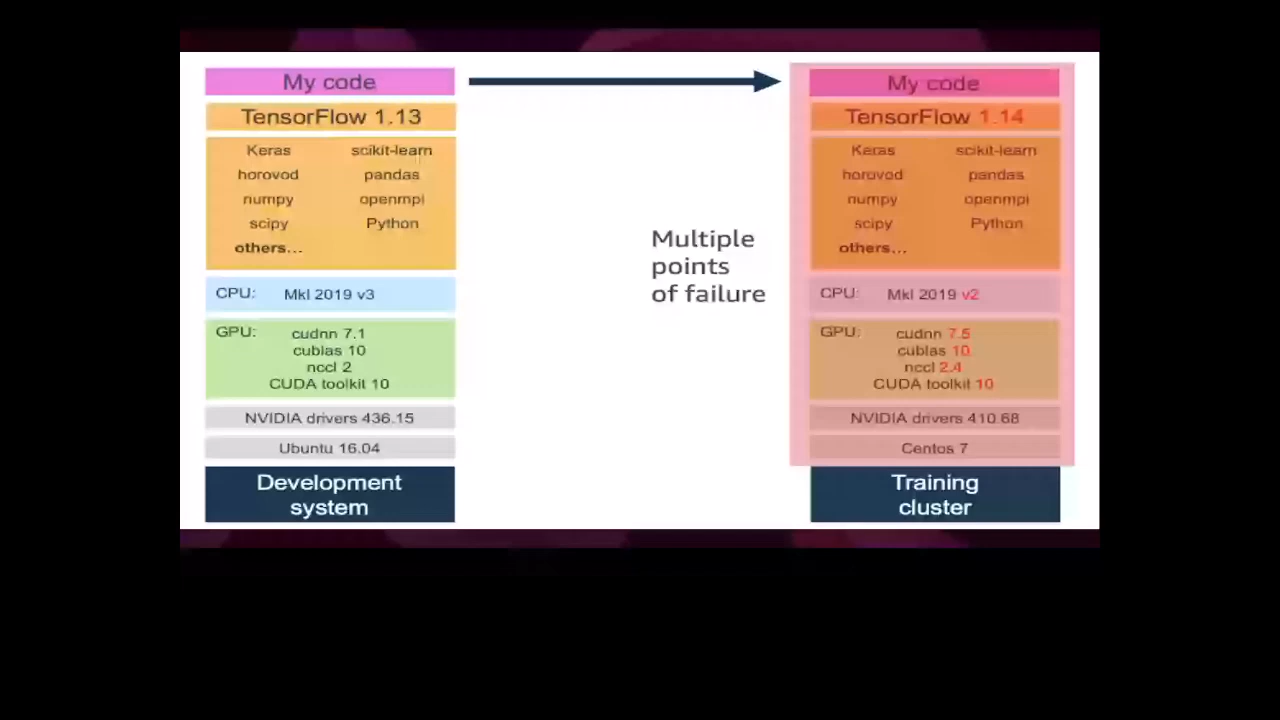 My code
TensorFlow 1.13
Keras scikit-learn
horovod pandas
numpy openmpi
scipy Python
others...
CPU: Mkl 2019 v3
GPU: cudnn 7.1
cublas 10
nccl 2
CUDA toolkit 10
NVIDIA drivers 436.15
Ubuntu 16.04
Development
system
Multiple
points
of failure
My code
TensorFlow 1.14
Keras scikit-learn
horovod pandas
numpy openmpi
scipy Python
others...
CPU: Mkl 2019 v2
GPU: cudnn 7.5
cublas 10
nccl 2.4
CUDA toolkit 10
NVIDIA drivers 410.68
Centos 7
Training
cluster